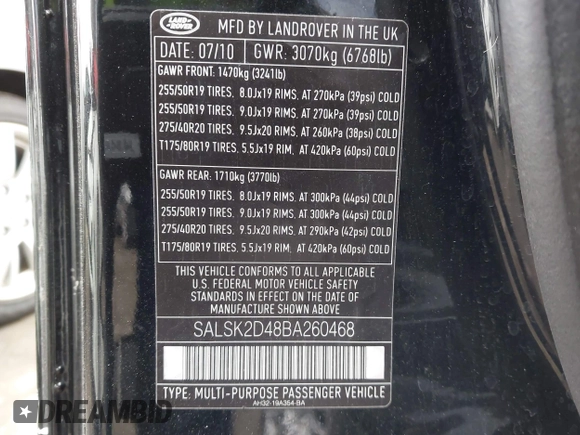 LAND-
ROVER
MFD BY LANDROVER IN THE UK
DATE: 07/10 GWR: 3070kg (6768lb)
GAWR FRONT: 1470kg (3241lb)
255/50R19 TIRES. 8.0Jx19 RIMS. AT 270kPa (39psi) COLD
255/50R19 TIRES. 9.0Jx19 RIMS. AT 270kPa (39psi) COLD
275/40R20 TIRES. 9.5Jx20 RIMS. AT 260kPa (38psi) COLD
T175/80R19 TIRES. 5.5Jx19 RIM. AT 420kPa (60psi) COLD
GAWR REAR: 1710kg (3770lb)
255/50R19 TIRES. 8.0Jx19 RIMS. AT 300kPa (44psi) COLD
255/50R19 TIRES. 9.0Jx19 RIMS. AT 300kPa (44psi) COLD
275/40R20 TIRES. 9.5Jx20 RIMS. AT 290kPa (42psi) COLD
T175/80R19 TIRES. 5.5Jx19 RIM. AT 420kPa (60psi) COLD
THIS VEHICLE CONFORMS TO ALL APPLICABLE
U.S. FEDERAL MOTOR VEHICLE SAFETY
STANDARDS IN EFFECT ON THE DATE OF
MANUFACTURE SHOWN ABOVE
SALSK2D48BA260468
TYPE: MULTI-PURPOSE PASSENGER VEHICLE
AH32-19A364-BA
DREAMBID